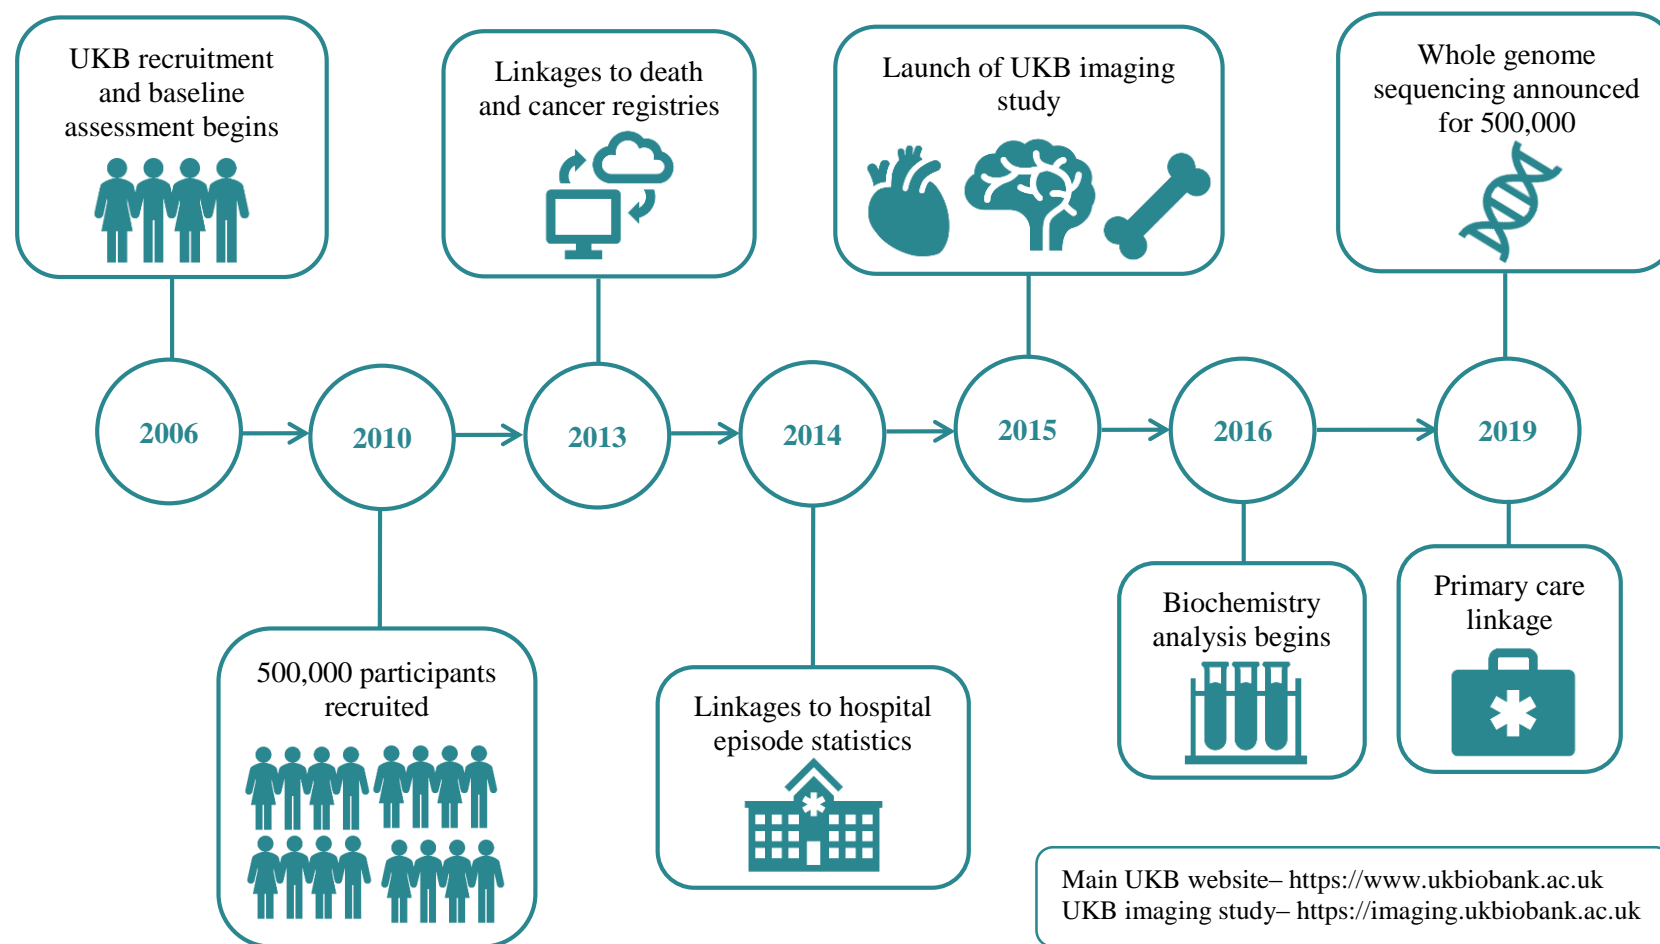 UKB recruitment
and baseline
assessment begins
Linkages to death
and cancer registries
Launch of UKB imaging
study
Whole genome
sequencing announced
for 500,000
2006
2010
2013
2014
2015
2016
2019
500,000 participants
recruited
Linkages to hospital
episode statistics
Biochemistry
analysis begins
Primary care
linkage
Main UKB website– https://www.ukbiobank.ac.uk
UKB imaging study– https://imaging.ukbiobank.ac.uk